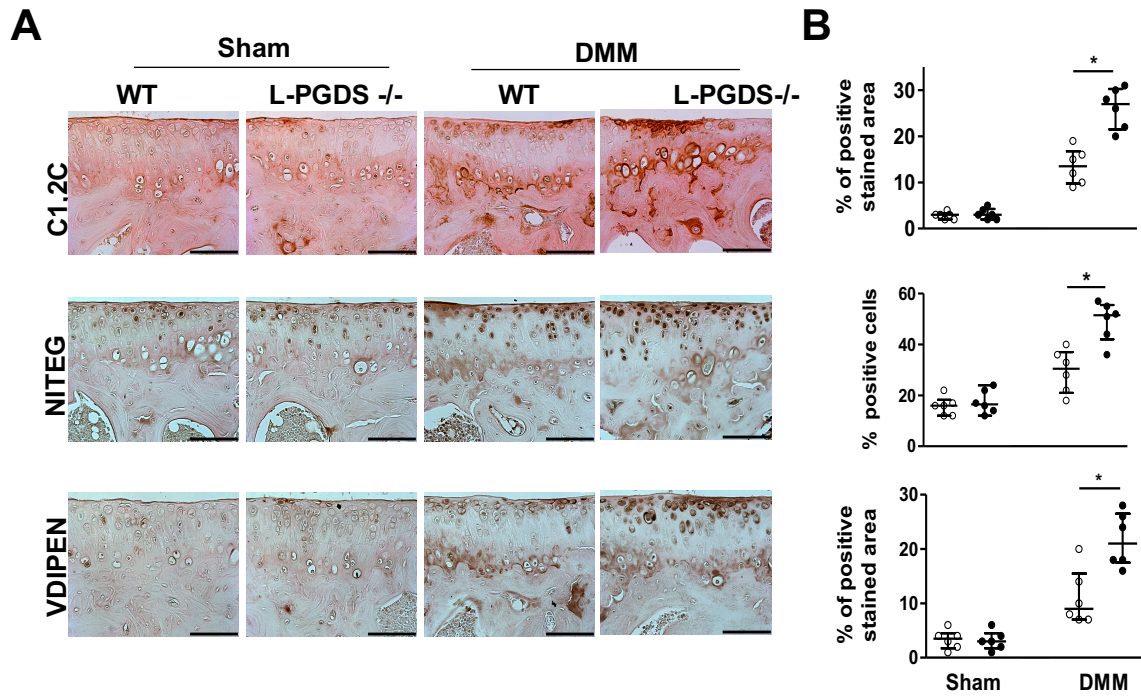 A
Sham
DMM
WT
L-PGDS -/-
WT
L-PGDS-/-
C1,2C
NITEG
VDIPEN
B
% of positive
stained area
30
20
10
0
*
% positive cells
60
40
20
0
*
% of positive
stained area
30
20
10
0
*
Sham
DMM